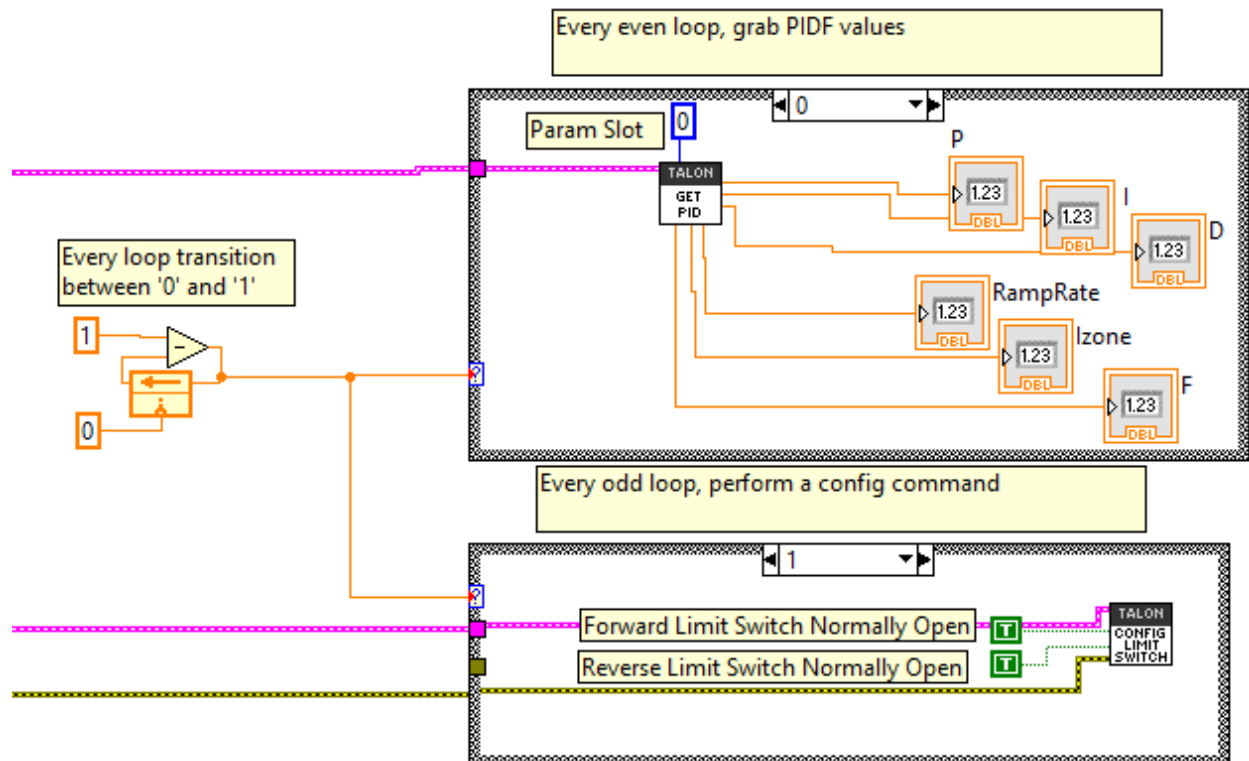 Every even loop, grab PIDF values
0
Param Slot
0
P
TALON
GET
PID
1.23
DBL
I
1.23
DBL
D
1.23
DBL
Every loop transition
between '0' and '1'
1
-
0
?
RampRate
1.23
DBL
Izone
1.23
DBL
F
1.23
DBL
Every odd loop, perform a config command
1
?
Forward Limit Switch Normally Open
T
Reverse Limit Switch Normally Open
T
TALON
CONFIG
LIMIT
SWITCH